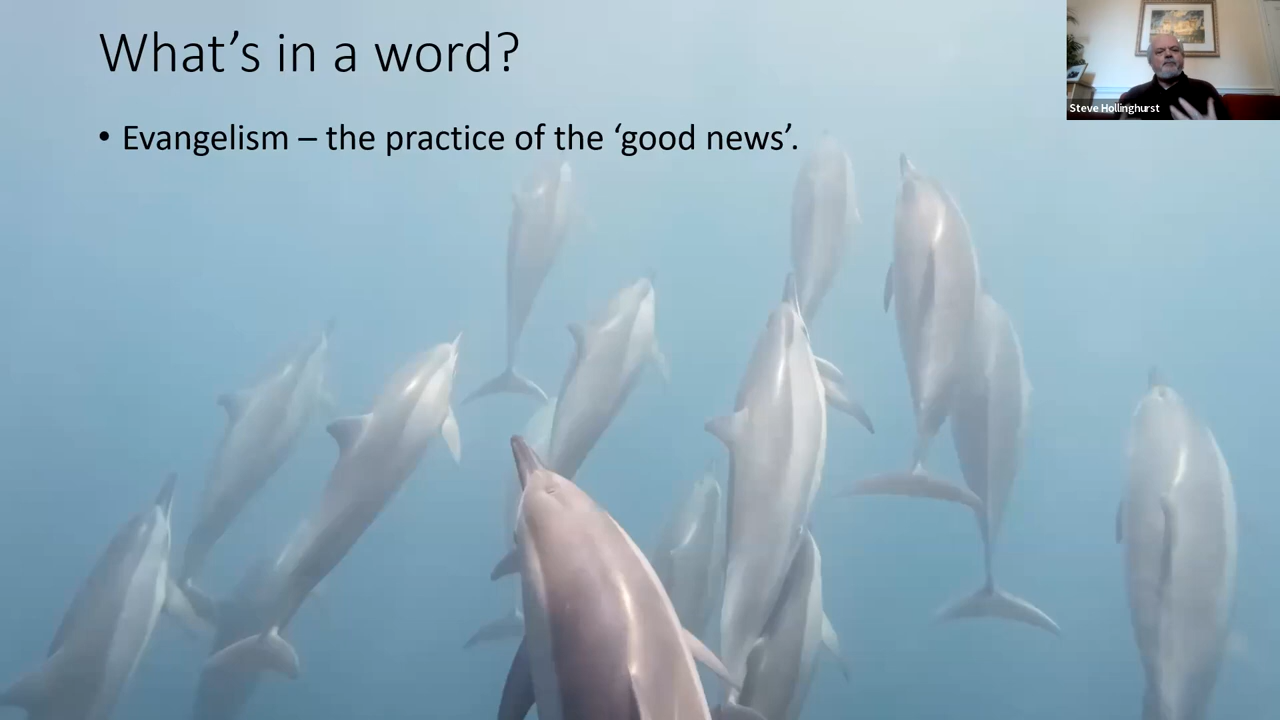 What's in a word?
• Evangelism – the practice of the ‘good news’.
Steve Hollinghurst